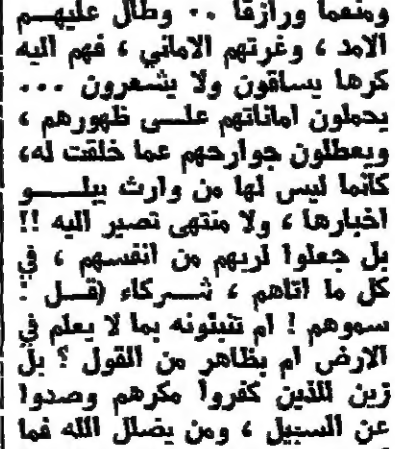 ومنعما ورازقا .. وطال عليهم
الامد ، وغرتهم الاماني ، فهم اليه
كرها يساقون ولا يشعرون ...
يحملون اماناتهم على ظهورهم ،
ويعطلون جوارحهم عما خلقت له،
كانما ليس لها من وارث يبلو
اخبارها ، ولا منتهى تصير اليه !!
بل جعلوا لربهم من انفسهم ، في
كل ما اتاهم ، شركاء (قل :
سموهم ! ام تنبئونه بما لا يعلم في
الارض ام بظاهر من القول ؟ بل
زين للذين كفروا مكرهم وصدوا
عن السبيل ، ومن يضلل الله فما